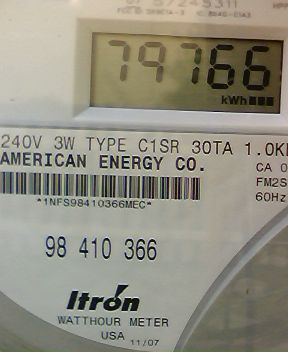 79766
kWh
240V 3W TYPE C1SR 30TA 1.0K
AMERICAN ENERGY CO.
CA 0
FM2S
60Hz
*1NFS98410366MEC*
98 410 366
Itron
WATTHOUR METER
USA 11/07